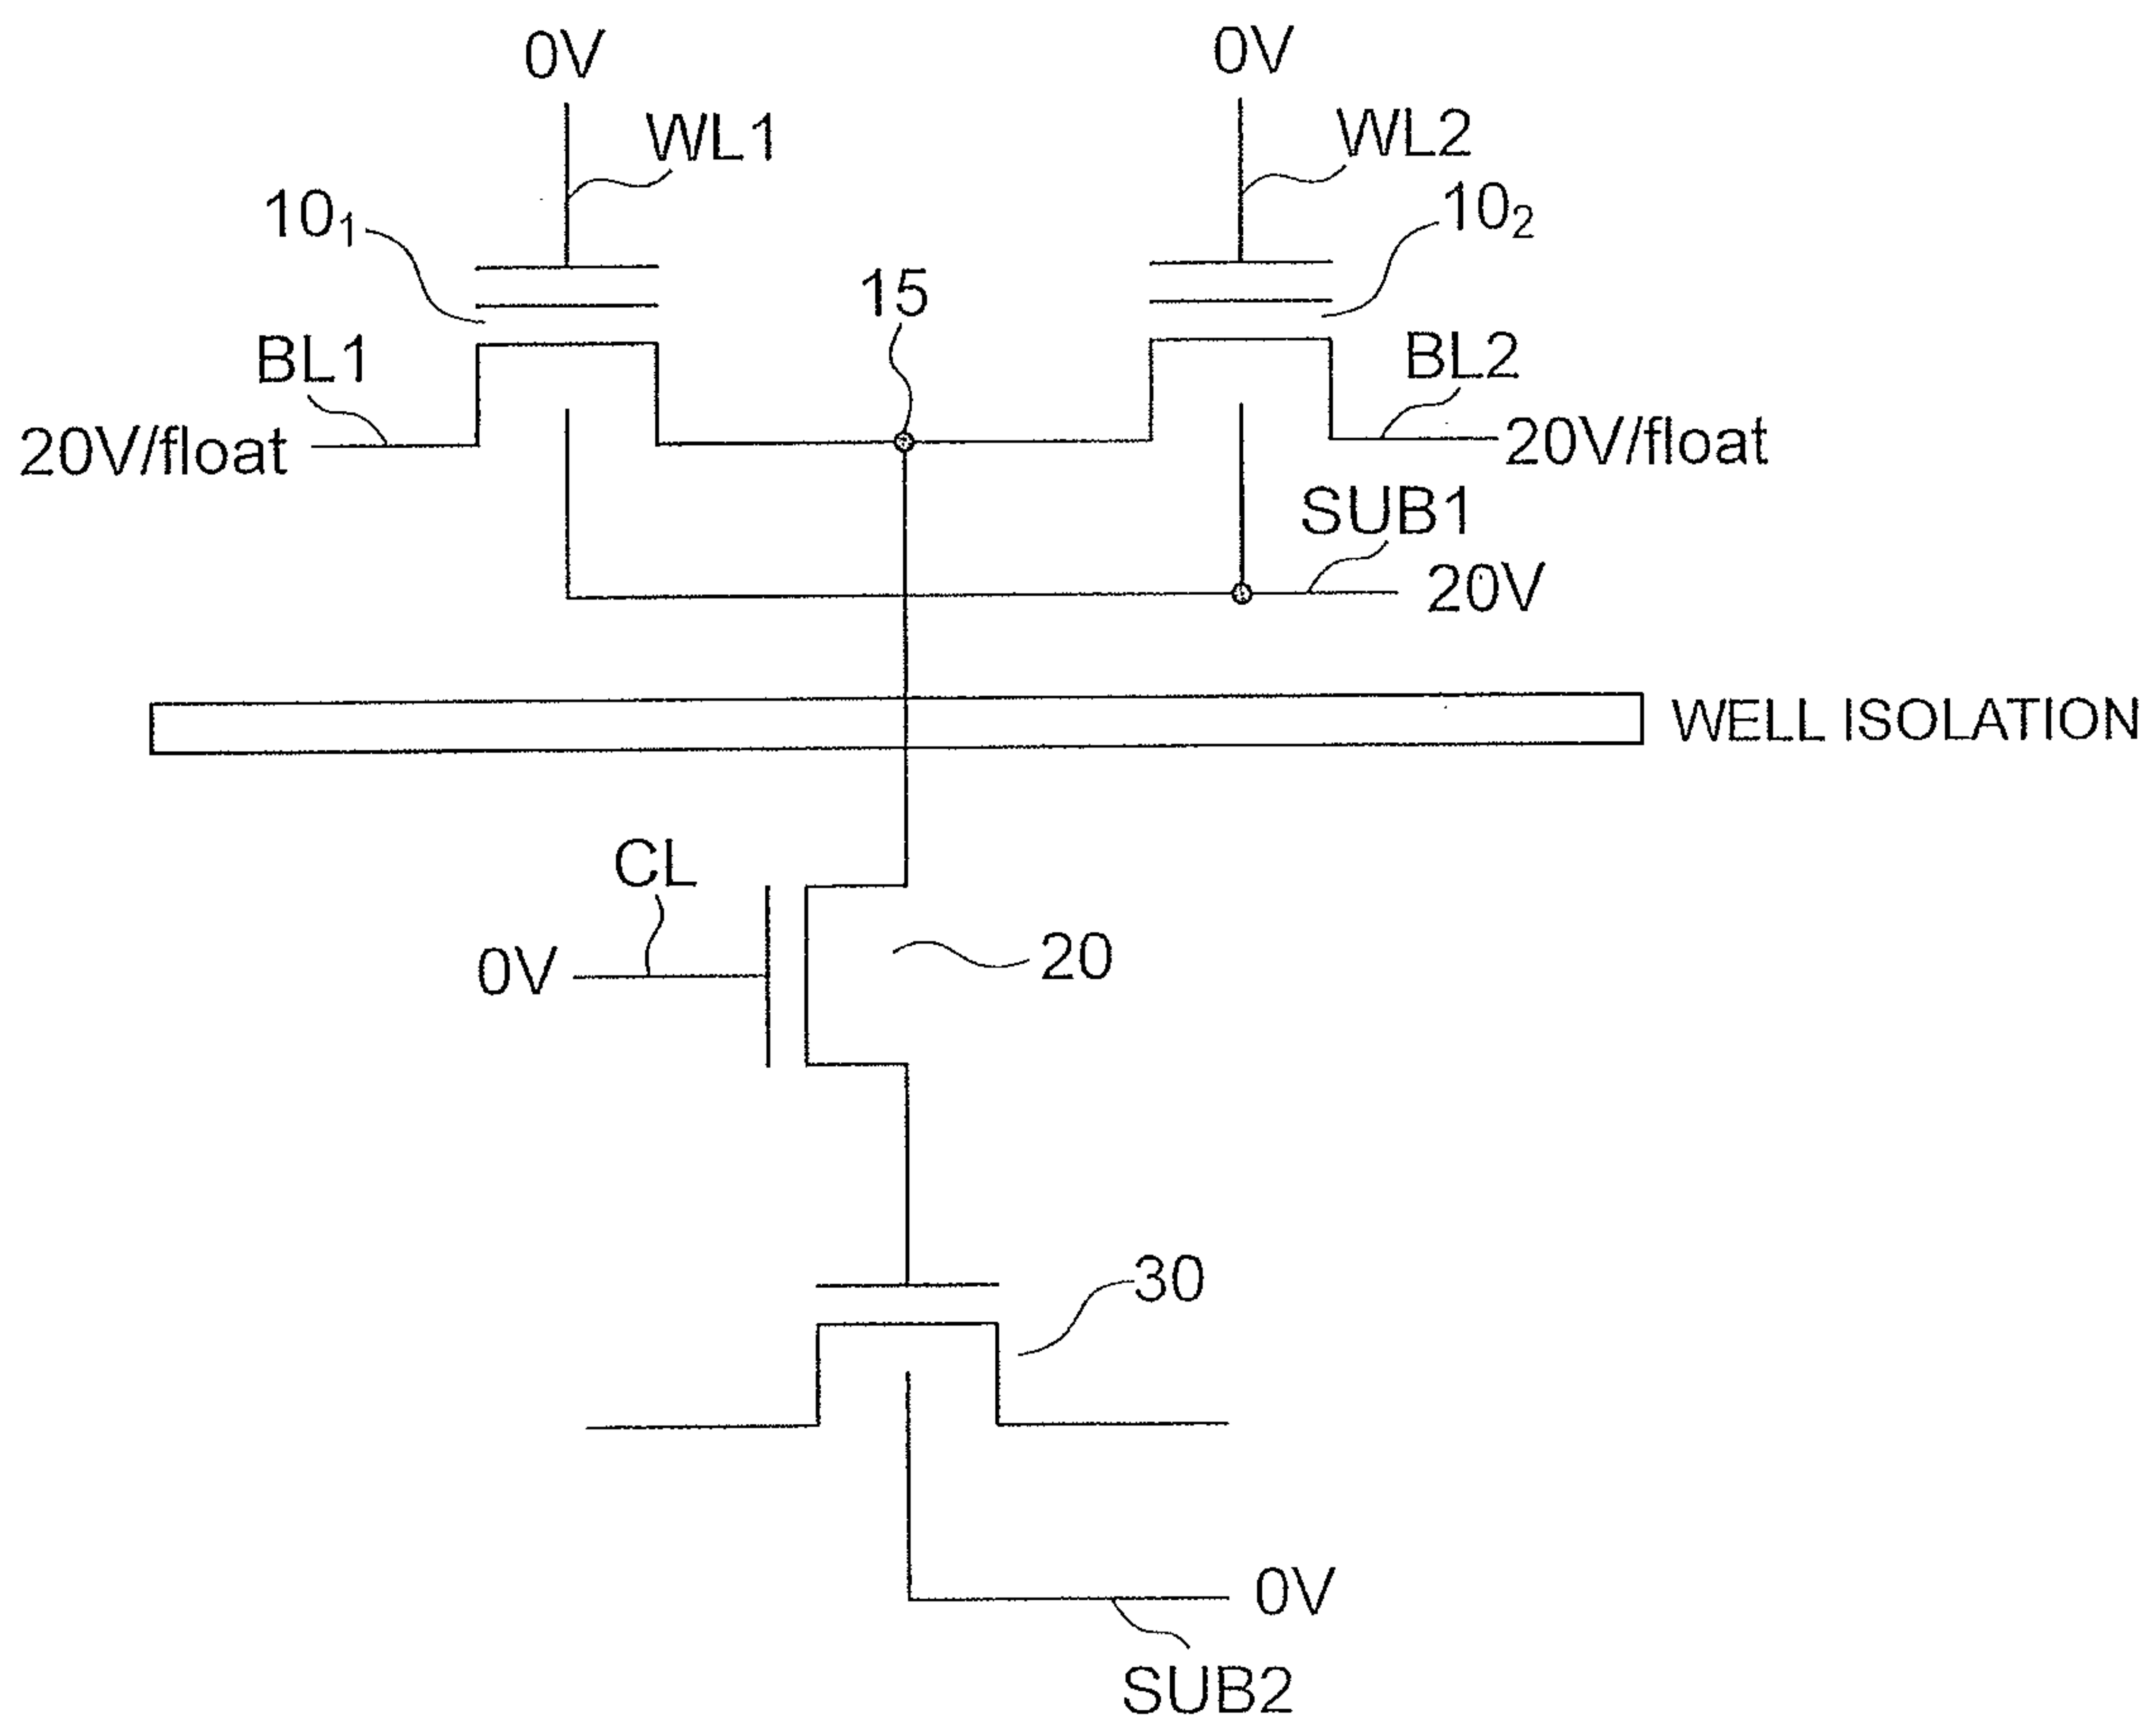 0V
0V
WL1
WL2
10₁
10₂
15
BL1
BL2
20V/float
20V/float
SUB1
20V
WELL ISOLATION
CL
0V
20
30
0V
SUB2